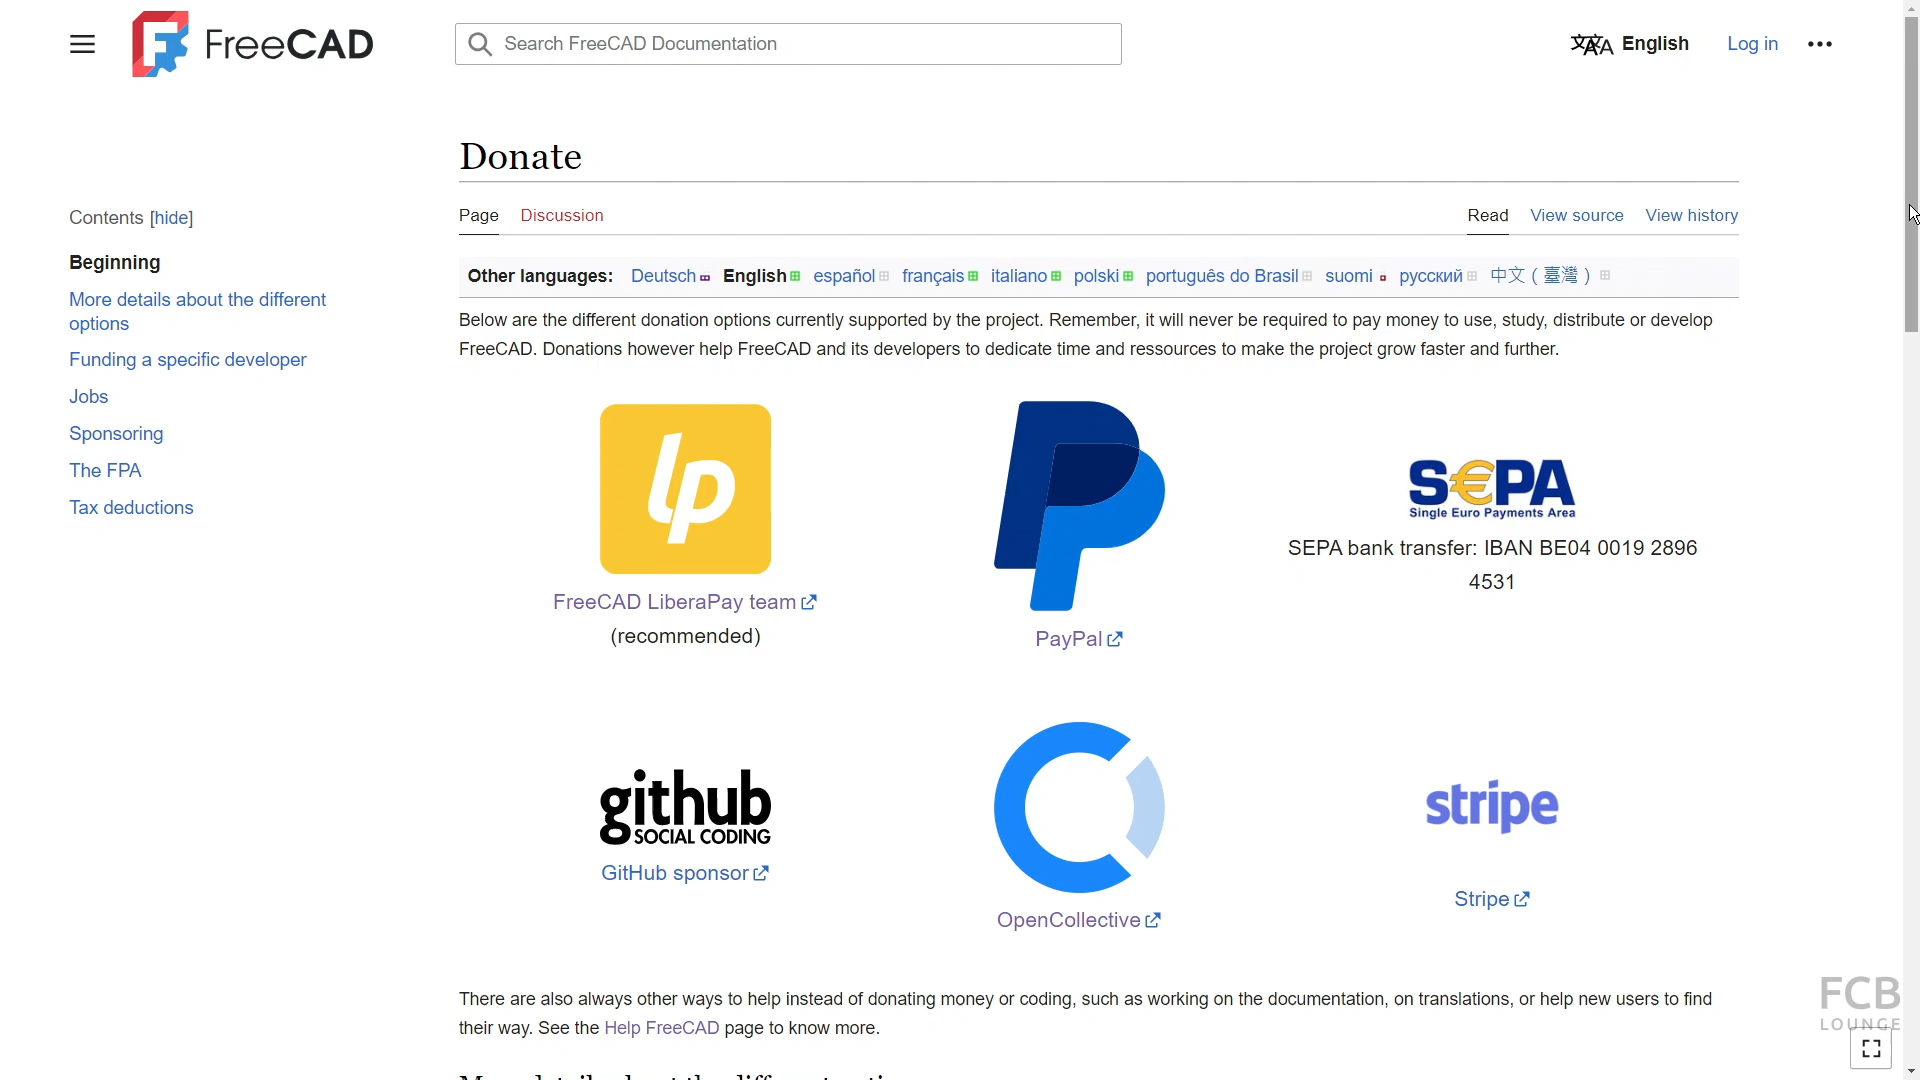 FreeCAD
Search FreeCAD Documentation
English
Log in
Donate
Contents [hide]
Beginning
More details about the different
options
Funding a specific developer
Jobs
Sponsoring
The FPA
Tax deductions
Page Discussion
Read View source View history
Other languages: Deutsch English español français italiano polski português do Brasil suomi русский 中文（臺灣）
Below are the different donation options currently supported by the project. Remember, it will never be required to pay money to use, study, distribute or develop
FreeCAD. Donations however help FreeCAD and its developers to dedicate time and ressources to make the project grow faster and further.
lp
FreeCAD LiberaPay team
(recommended)
PayPal
S€PA
Single Euro Payments Area
SEPA bank transfer: IBAN BE04 0019 2896
4531
github
SOCIAL CODING
GitHub sponsor
OpenCollective
stripe
Stripe
There are also always other ways to help instead of donating money or coding, such as working on the documentation, on translations, or help new users to find
their way. See the Help FreeCAD page to know more.
FCB
LOUNGE